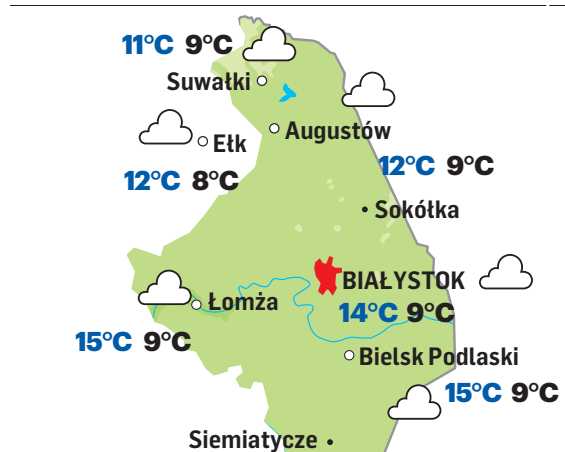 11°C 9°C
Suwałki
Augustów
Ełk
12°C 8°C
12°C 9°C
Sokółka
BIAŁYSTOK
Łomża
14°C 9°C
15°C 9°C
Bielsk Podlaski
15°C 9°C
Siemiatycze